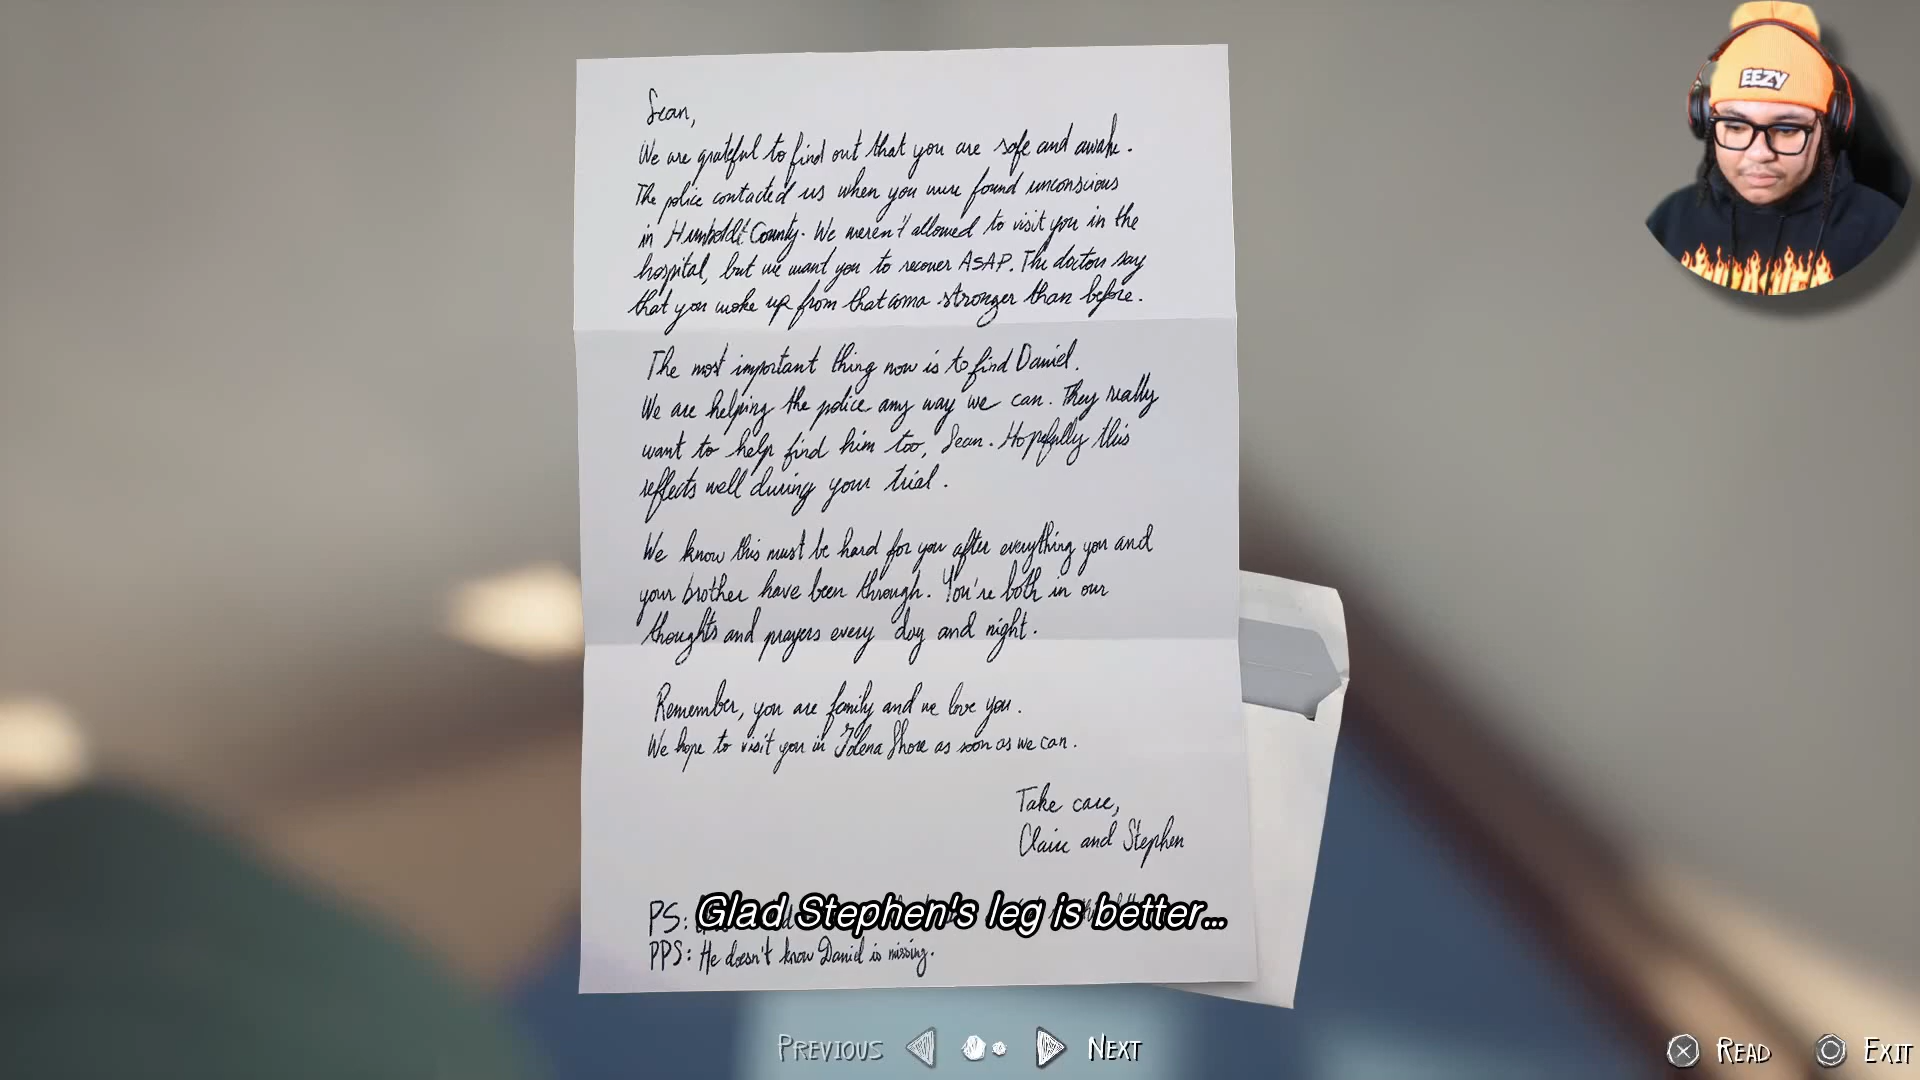 EEZY
Sean,
We are grateful to find out that you are safe and awake.
The police contacted us when you were found unconscious
in Humboldt County. We weren't allowed to visit you in the
hospital, but we want you to recover ASAP. The doctors say
that you woke up from that coma stronger than before.
The most important thing now is to find Daniel.
We are helping the police any way we can. They really
want to help find him too, Sean. Hopefully this
reflects well during your trial.
We know this must be hard for you after everything you and
your brother have been through. You're both in our
thoughts and prayers every day and night.
Remember, you are family and we love you.
We hope to visit you in Jolena Shore as soon as we can.
Take care,
Claire and Stephen
PS:
Glad Stephen's leg is better...
PPS: He doesn't know Daniel is missing.
PREVIOUS NEXT
READ EXIT